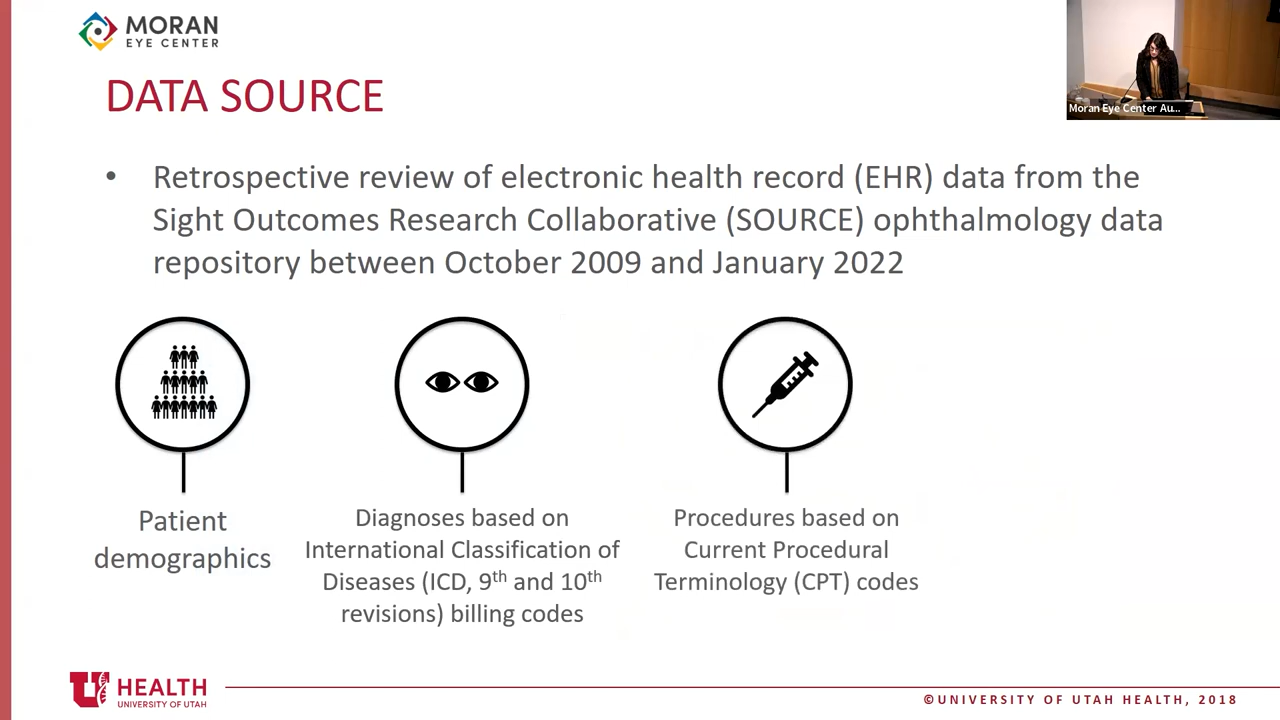 MORAN
EYE CENTER
Moran Eye Center Au...
DATA SOURCE
• Retrospective review of electronic health record (EHR) data from the
Sight Outcomes Research Collaborative (SOURCE) ophthalmology data
repository between October 2009 and January 2022
Patient
demographics
Diagnoses based on
International Classification of
Diseases (ICD, 9th and 10th
revisions) billing codes
Procedures based on
Current Procedural
Terminology (CPT) codes
U HEALTH
UNIVERSITY OF UTAH
©UNIVERSITY OF UTAH HEALTH, 2018